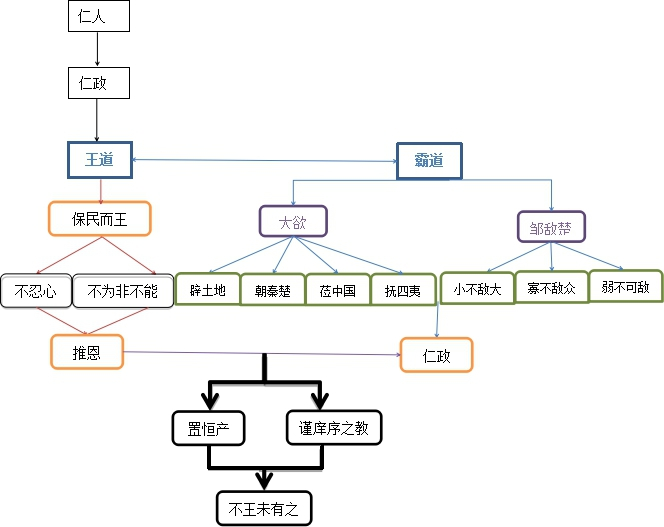 仁人
仁政
王道
霸道
保民而王
大欲
邹敌楚
不忍心
不为非不能
辟土地
朝秦楚
莅中国
抚四夷
小不敌大
寡不敌众
弱不可敌
推恩
仁政
置恒产
谨庠序之教
不王未有之